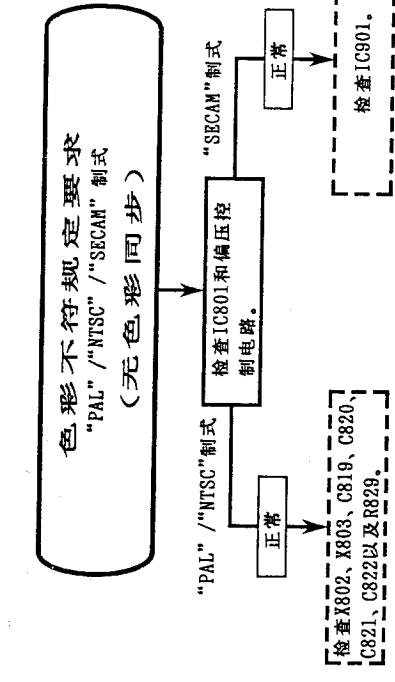 色彩不符规定要求
“PAL”/“NTSC”/“SECAM”制式
(无色彩同步)
检查IC801和偏压控
制电路。
“PAL”/“NTSC”制式
正常
检查X802、X803、C819、C820、
C821、C822以及R829。
“SECAM”制式
正常
检查IC901。